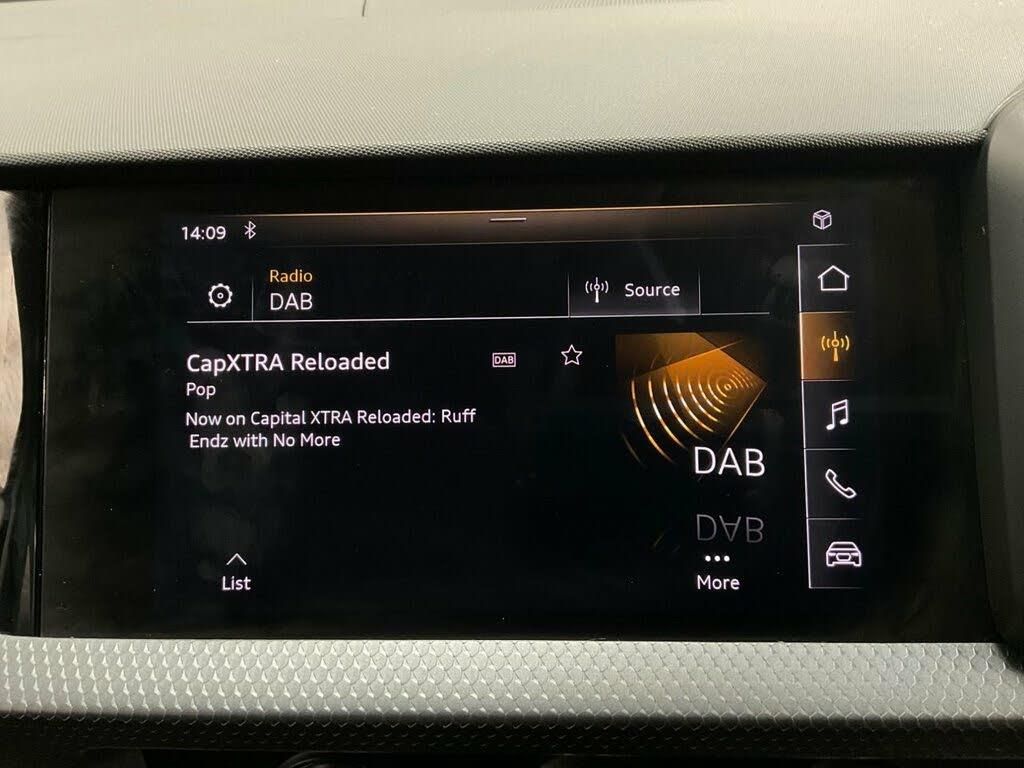 14:09
Radio
DAB
Source
CapXTRA Reloaded
DAB
Pop
Now on Capital XTRA Reloaded: Ruff
Endz with No More
DAB
DAB
List
More